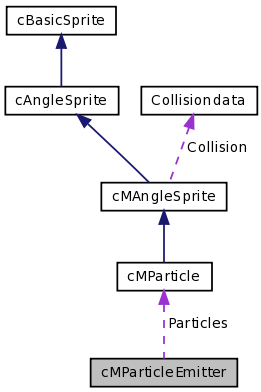 cBasicSprite
cAngleSprite
Collisiondata
Collision
cMAngleSprite
cMParticle
Particles
cMParticleEmitter